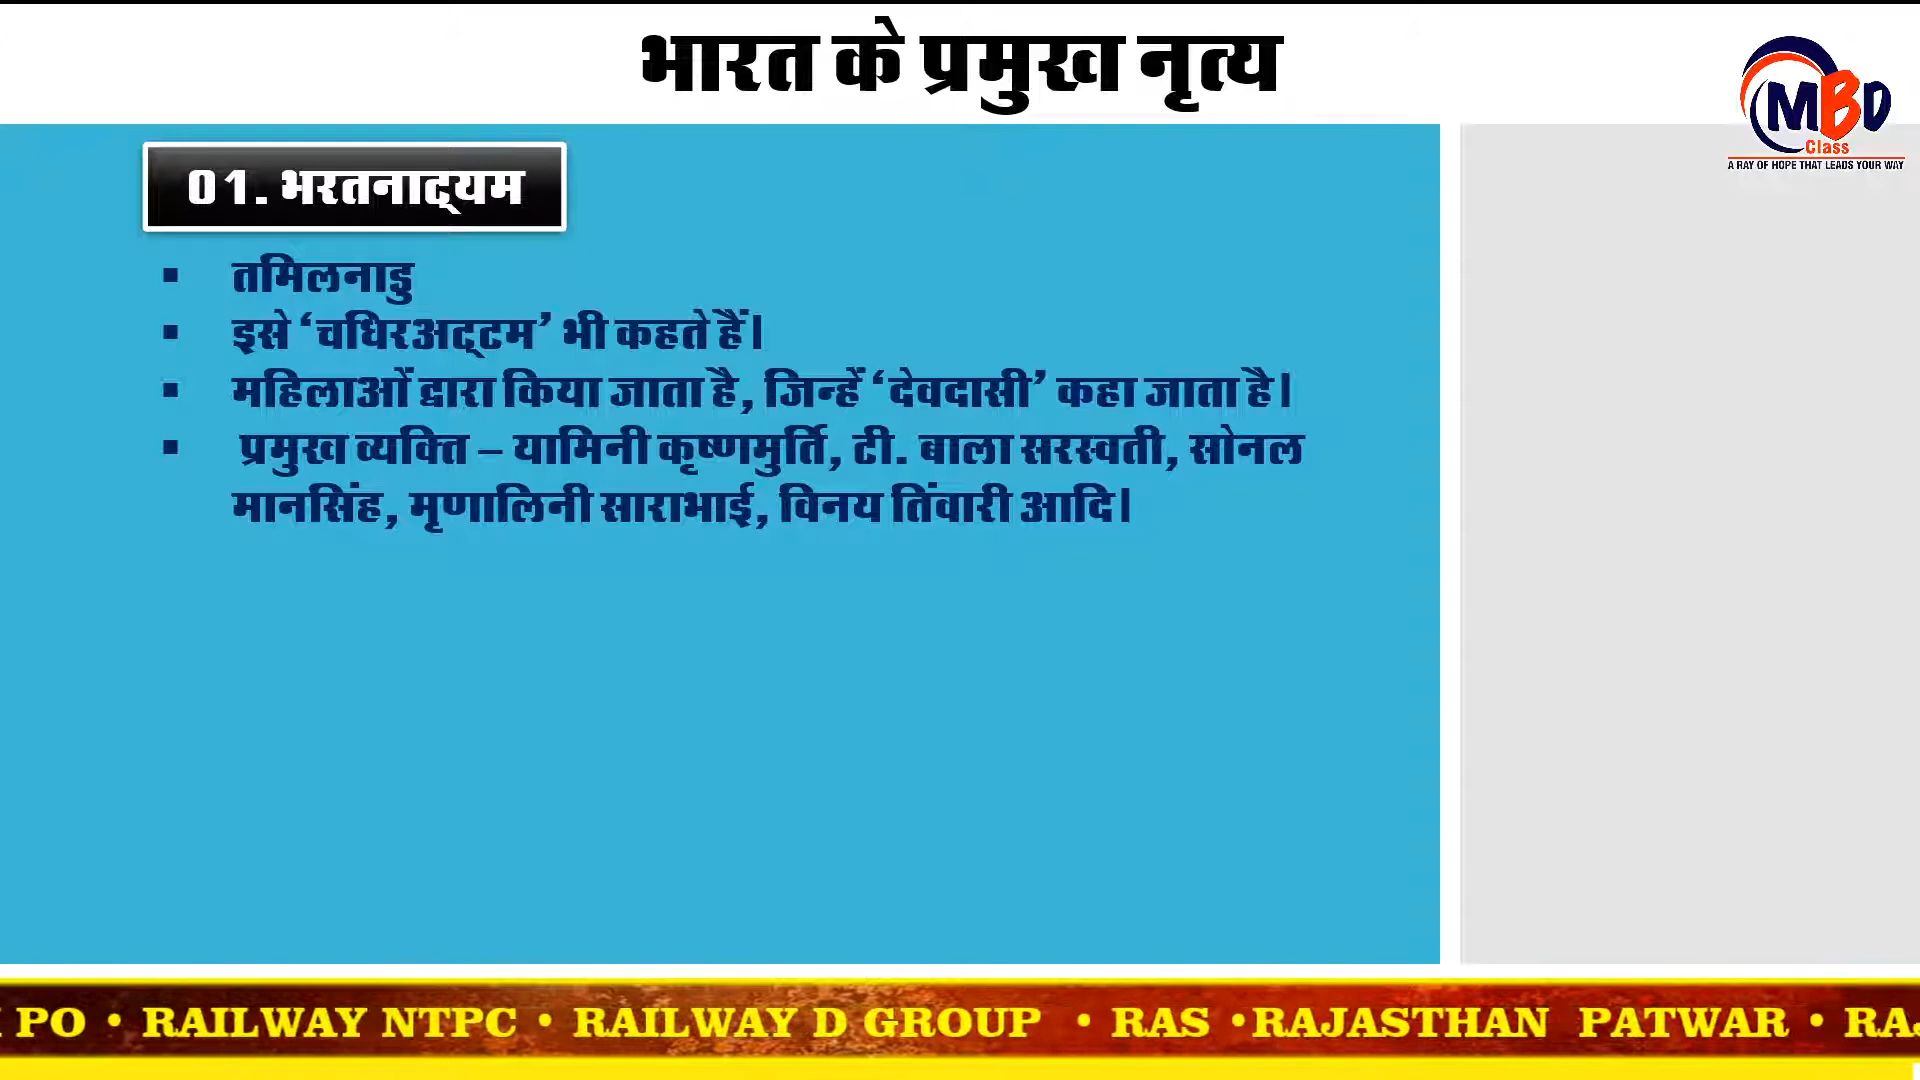 भारत के प्रमुख नृत्य
MBD
Class
A RAY OF HOPE THAT LEADS YOUR WAY
01. भरतनाट्यम
▪ तमिलनाडु
▪ इसे ‘चधिरअट्टम’ भी कहते हैं।
▪ महिलाओं द्वारा किया जाता है, जिन्हें ‘देवदासी’ कहा जाता है।
▪ प्रमुख व्यक्ति – यामिनी कृष्णमुर्ति, टी. बाला सरस्वती, सोनल
मानसिंह, मृणालिनी साराभाई, विनय तिंवारी आदि।
PO • RAILWAY NTPC • RAILWAY D GROUP • RAS •RAJASTHAN PATWAR •